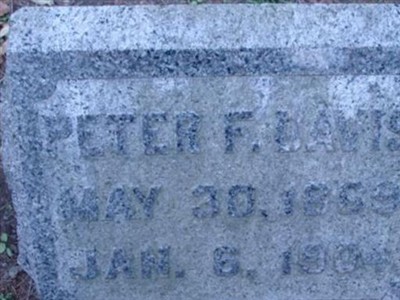 PETER F. DAVIS
MAY 30, 1859
JAN. 6, 1904